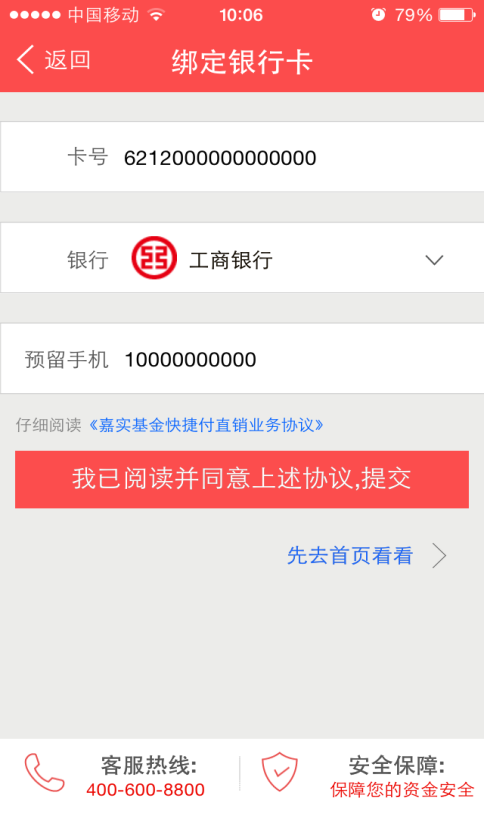 中国移动 10:06 79%
返回 绑定银行卡
卡号 6212000000000000
银行 工商银行
预留手机 10000000000
仔细阅读《嘉实基金快捷付直销业务协议》
我已阅读并同意上述协议,提交
先去首页看看
客服热线: 安全保障:
400-600-8800 保障您的资金安全